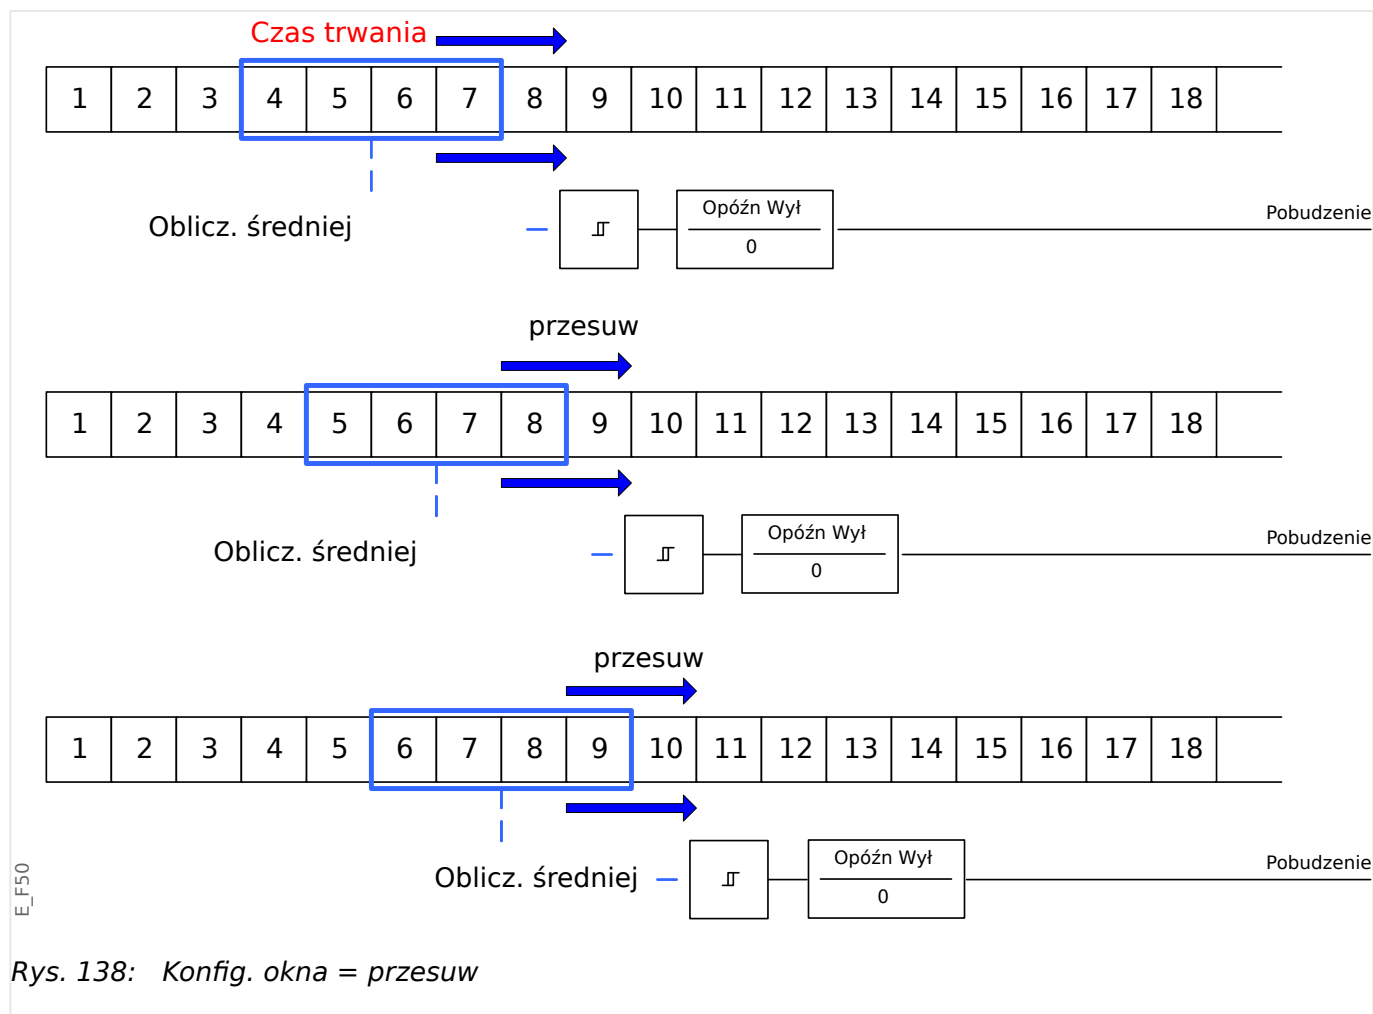 Czas trwania
1 2 3 4 5 6 7 8 9 10 11 12 13 14 15 16 17 18
Oblicz. średniej
Opóźn Wył
0
Pobudzenie
przesuw
1 2 3 4 5 6 7 8 9 10 11 12 13 14 15 16 17 18
Oblicz. średniej
Opóźn Wył
0
Pobudzenie
przesuw
1 2 3 4 5 6 7 8 9 10 11 12 13 14 15 16 17 18
Oblicz. średniej
Opóźn Wył
0
Pobudzenie
E_F50
Rys. 138: Konfig. okna = przesuw